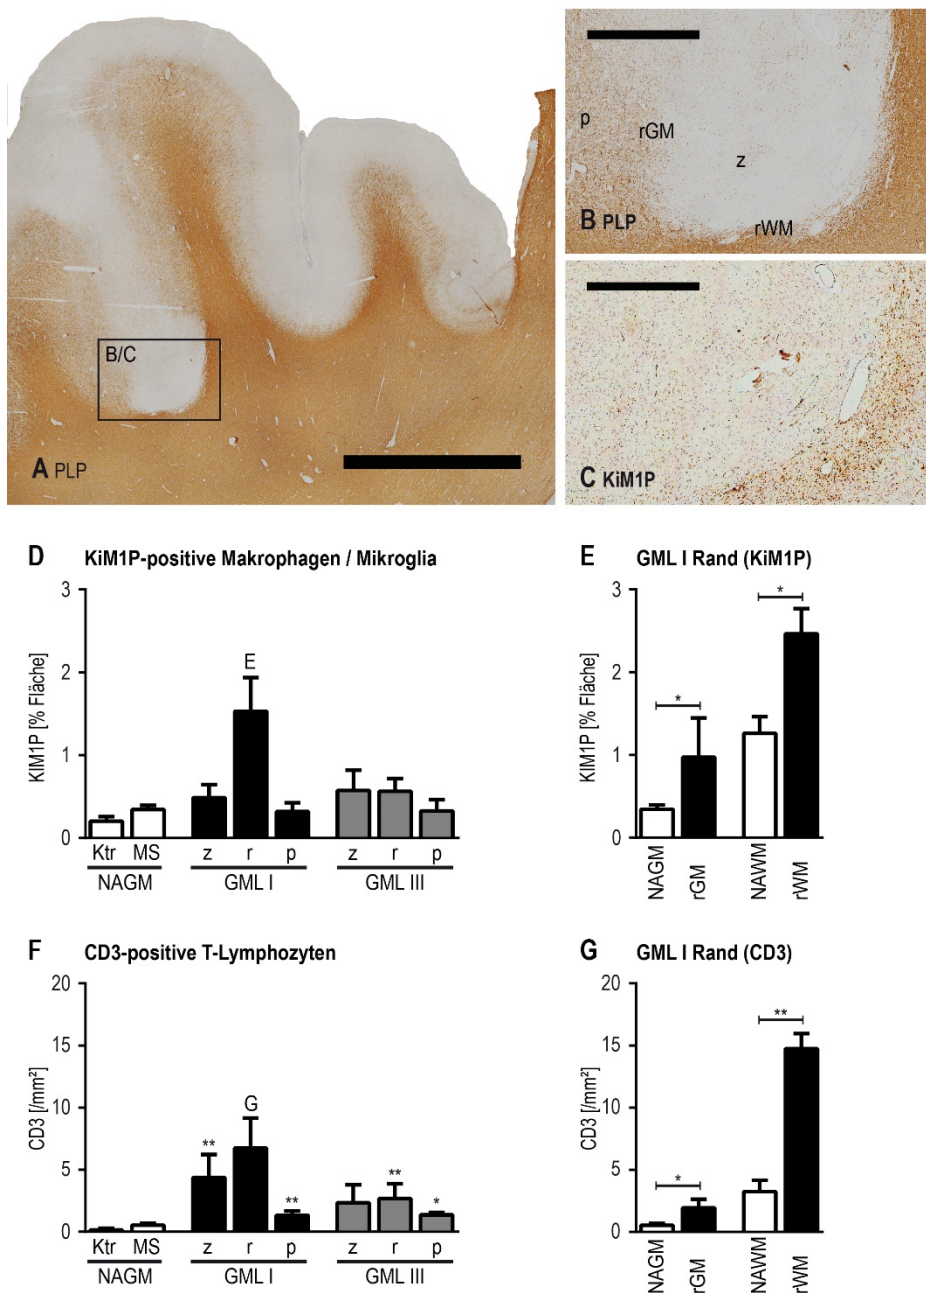 B/C
A PLP
p
rGM
z
rWM
B PLP
C KiM1P
D KiM1P-positive Makrophagen / Mikroglia
KIM1P [% Fläche]
3
2
1
0
E
Ktr MS z r p z r p
NAGM GML I GML III
E GML I Rand (KiM1P)
KIM1P [% Fläche]
3
2
1
0
*
*
NAGM
rGM
NAWM
rWM
F CD3-positive T-Lymphozyten
CD3 [/mm²]
20
15
10
5
0
** G ** ** *
Ktr MS z r p z r p
NAGM GML I GML III
G GML I Rand (CD3)
CD3 [/mm²]
20
15
10
5
0
*
**
NAGM
rGM
NAWM
rWM